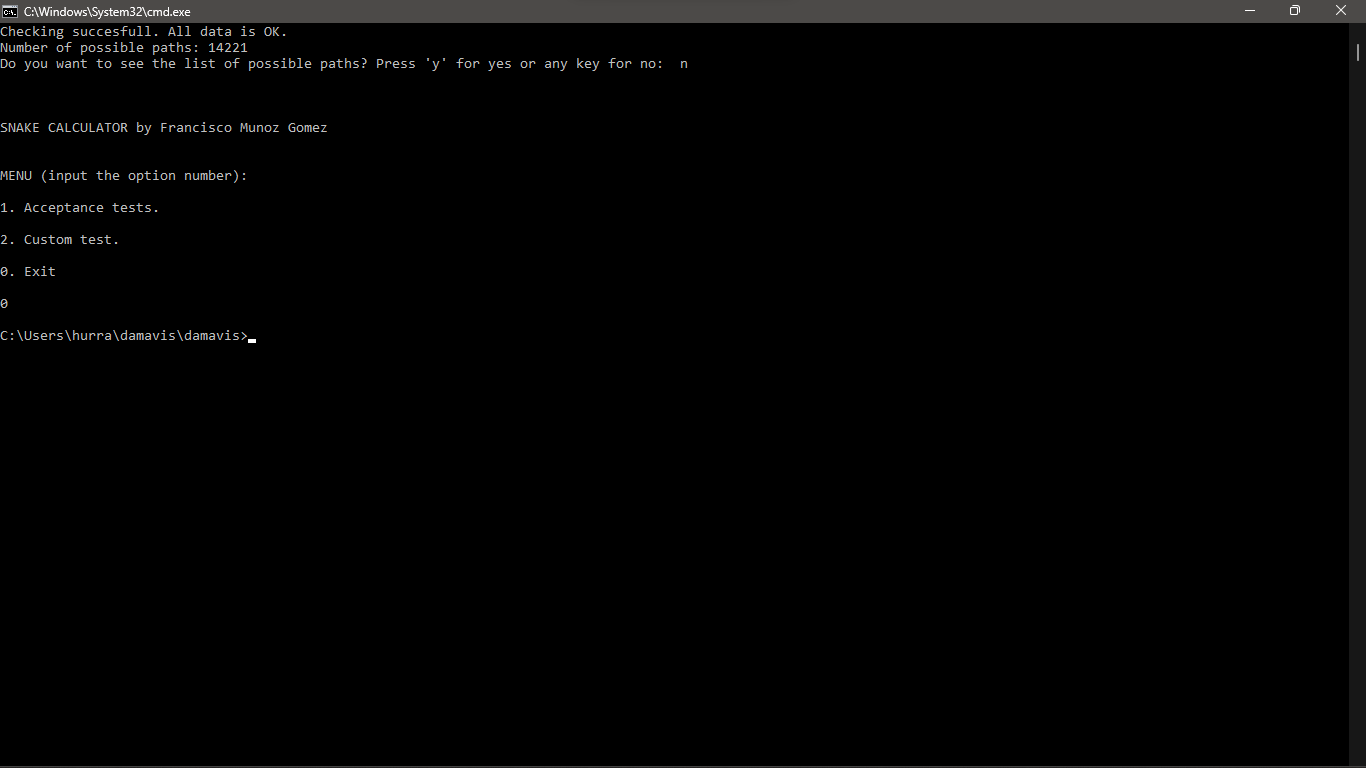 C:\Windows\System32\cmd.exe
Checking succesfull. All data is OK.
Number of possible paths: 14221
Do you want to see the list of possible paths? Press 'y' for yes or any key for no:  n
SNAKE CALCULATOR by Francisco Munoz Gomez
MENU (input the option number):
1. Acceptance tests.
2. Custom test.
0. Exit
0
C:\Users\hurra\damavis\damavis>